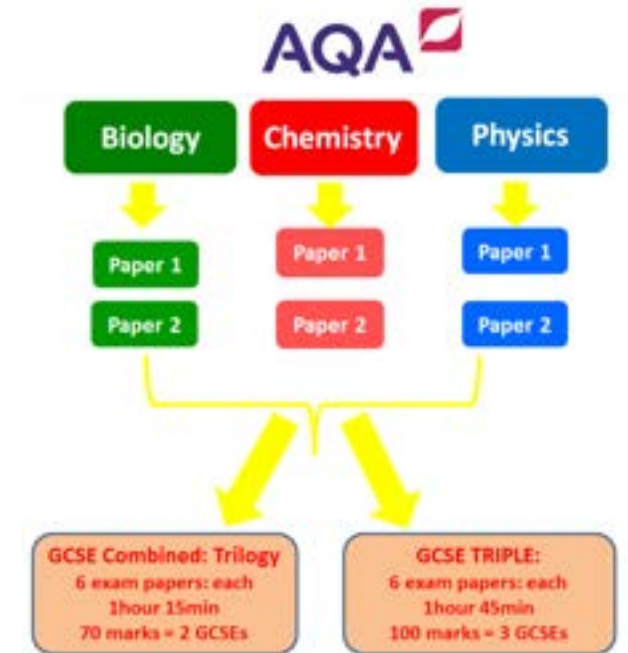 AQA
Biology
Chemistry
Physics
Paper 1
Paper 1
Paper 1
Paper 2
Paper 2
Paper 2
GCSE Combined: Trilogy
6 exam papers: each
1hour 15min
70 marks = 2 GCSEs
GCSE TRIPLE:
6 exam papers: each
1hour 45min
100 marks = 3 GCSEs